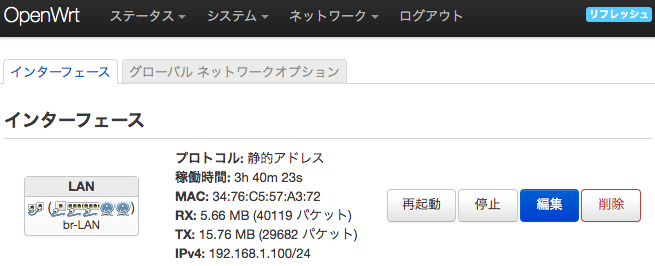 OpenWrt ステータス システム ネットワーク ログアウト リフレッシュ
インターフェース グローバル ネットワークオプション
インターフェース
LAN
( )
br-LAN
プロトコル: 静的アドレス
稼働時間: 3h 40m 23s
MAC: 34:76:C5:57:A3:72
RX: 5.66 MB (40119 パケット)
TX: 15.76 MB (29682 パケット)
IPv4: 192.168.1.100/24
再起動 停止 編集 削除